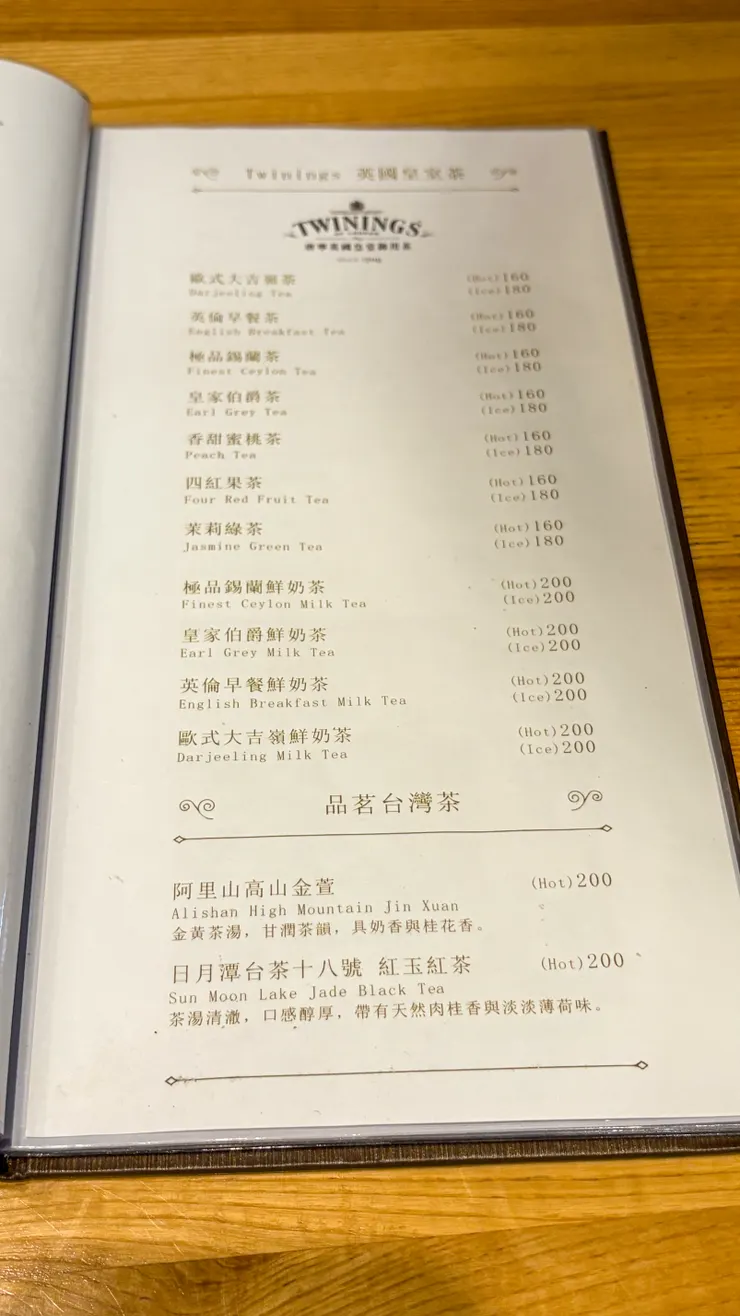 Twinings 英國皇室茶
TWININGS
OF LONDON
歐式大吉嶺茶 (Hot)160
Darjeeling Tea (Ice)180
英倫早餐茶 (Hot)160
English Breakfast Tea (Ice)180
極品錫蘭茶 (Hot)160
Finest Ceylon Tea (Ice)180
皇家伯爵茶 (Hot)160
Earl Grey Tea (Ice)180
香甜蜜桃茶 (Hot)160
Peach Tea (Ice)180
四紅果茶 (Hot)160
Four Red Fruit Tea (Ice)180
茉莉綠茶 (Hot)160
Jasmine Green Tea (Ice)180
極品錫蘭鮮奶茶 (Hot)200
Finest Ceylon Milk Tea (Ice)200
皇家伯爵鮮奶茶 (Hot)200
Earl Grey Milk Tea (Ice)200
英倫早餐鮮奶茶 (Hot)200
English Breakfast Milk Tea (Ice)200
歐式大吉嶺鮮奶茶 (Hot)200
Darjeeling Milk Tea (Ice)200
品茗台灣茶
阿里山高山金萱 (Hot)200
Alishan High Mountain Jin Xuan
金黃茶湯，甘潤茶韻，具奶香與桂花香。
日月潭台茶十八號 紅玉紅茶 (Hot)200
Sun Moon Lake Jade Black Tea
茶湯清澈，口感醇厚，帶有天然肉桂香與淡淡薄荷味。